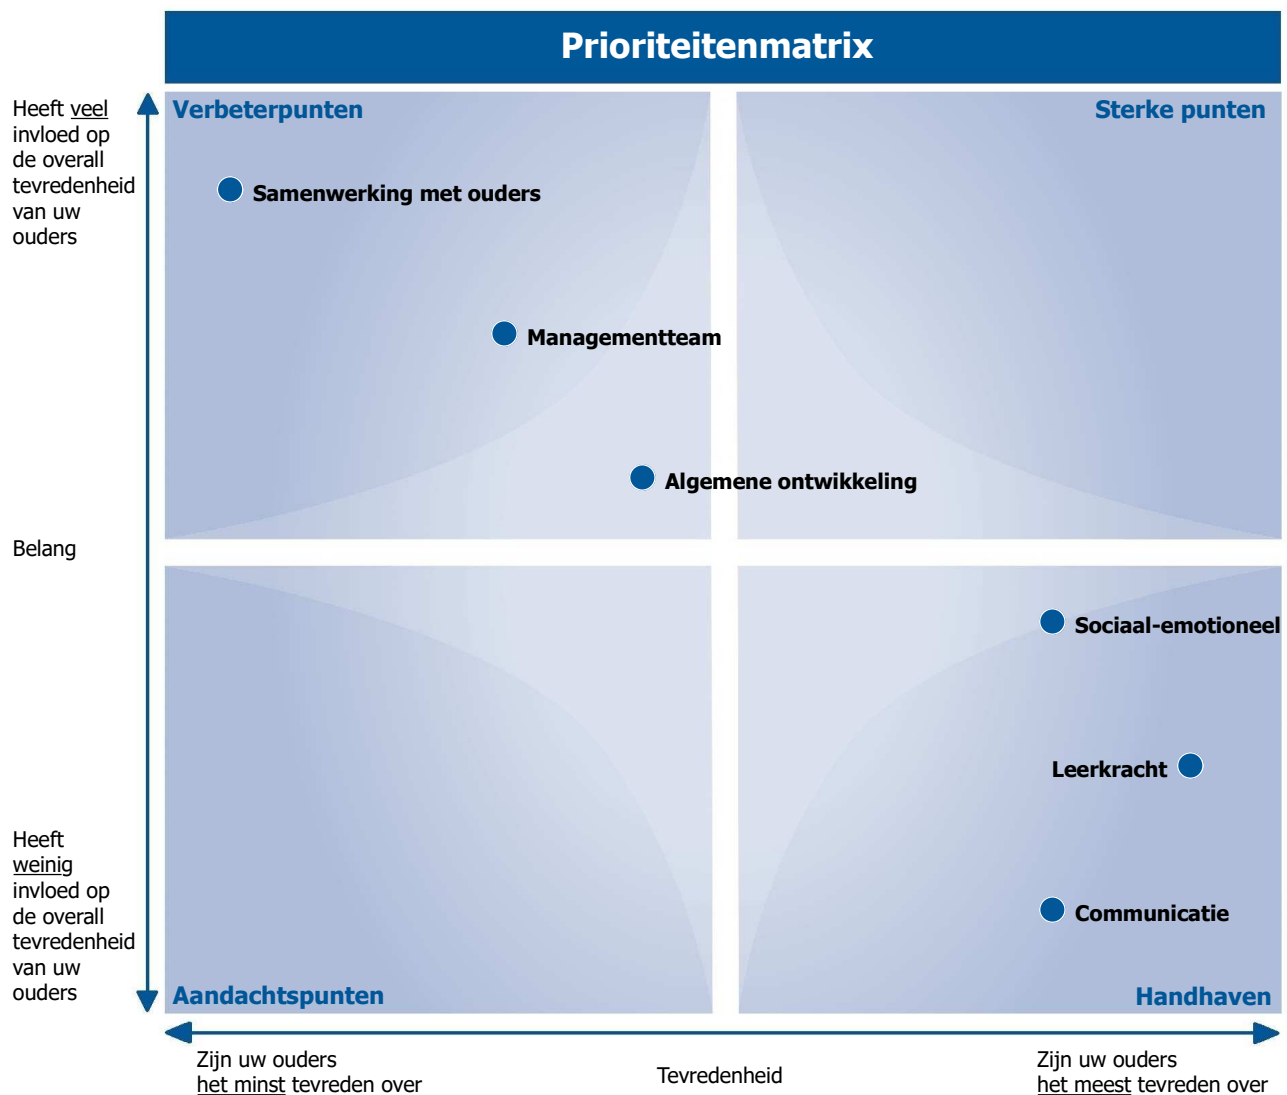 Prioriteitenmatrix
Heeft veel
invloed op
de overall
tevredenheid
van uw
ouders
Verbeterpunten
Sterke punten
Samenwerking met ouders
Managementteam
Algemene ontwikkeling
Belang
Sociaal-emotioneel
Leerkracht
Heeft
weinig
invloed op
de overall
tevredenheid
van uw
ouders
Communicatie
Aandachtspunten
Handhaven
Zijn uw ouders
het minst tevreden over
Tevredenheid
Zijn uw ouders
het meest tevreden over